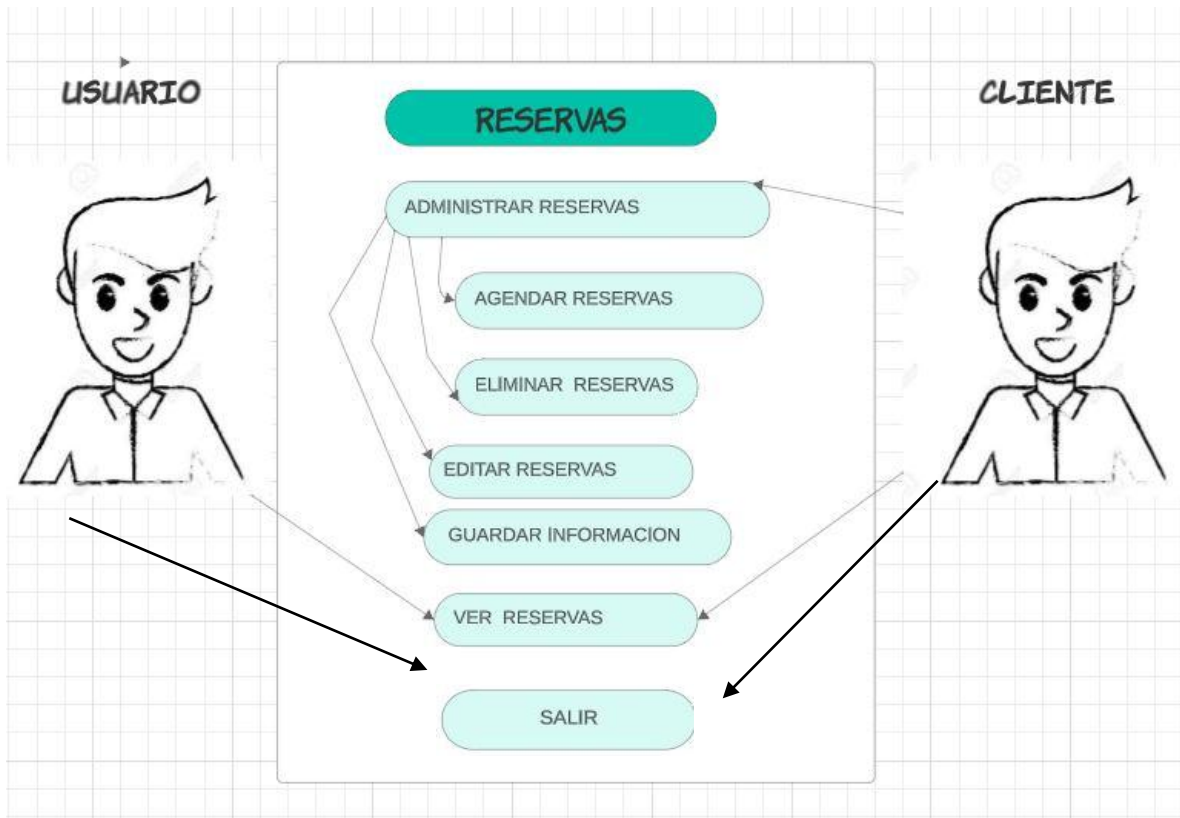 USUARIO
CLIENTE
RESERVAS
ADMINISTRAR RESERVAS
AGENDAR RESERVAS
ELIMINAR RESERVAS
EDITAR RESERVAS
GUARDAR INFORMACION
VER RESERVAS
SALIR